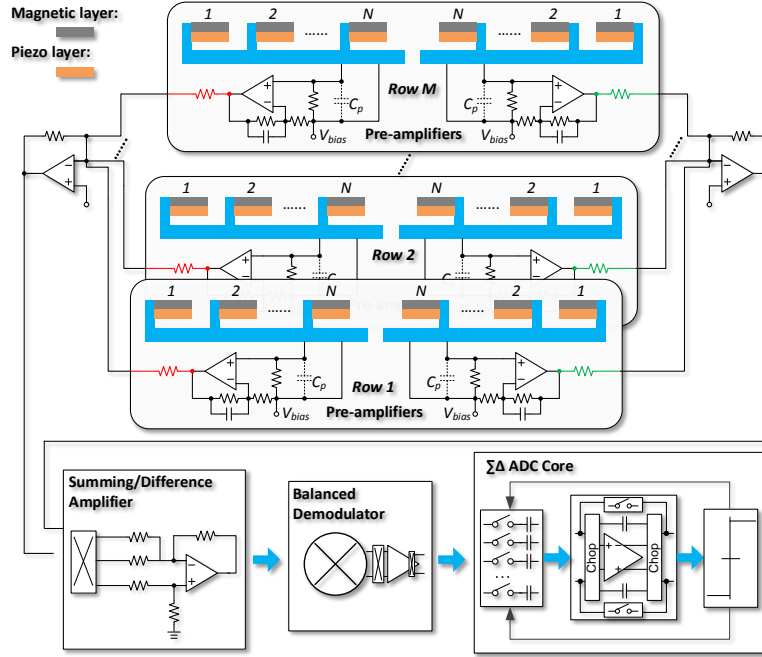 Magnetic layer:
Piezo layer:
1 2 ...... N N ...... 2 1
Cp Row M Cp
Vbias Vbias
Pre-amplifiers
1 2 ...... N N ...... 2 1
Row 2
C Cp
1 2 ...... N N ...... 2 1
Cp Row 1 Cp
Vbias Pre-amplifiers Vbias
Summing/Difference
Amplifier
Balanced
Demodulator
∑Δ ADC Core
...
Chop Chop